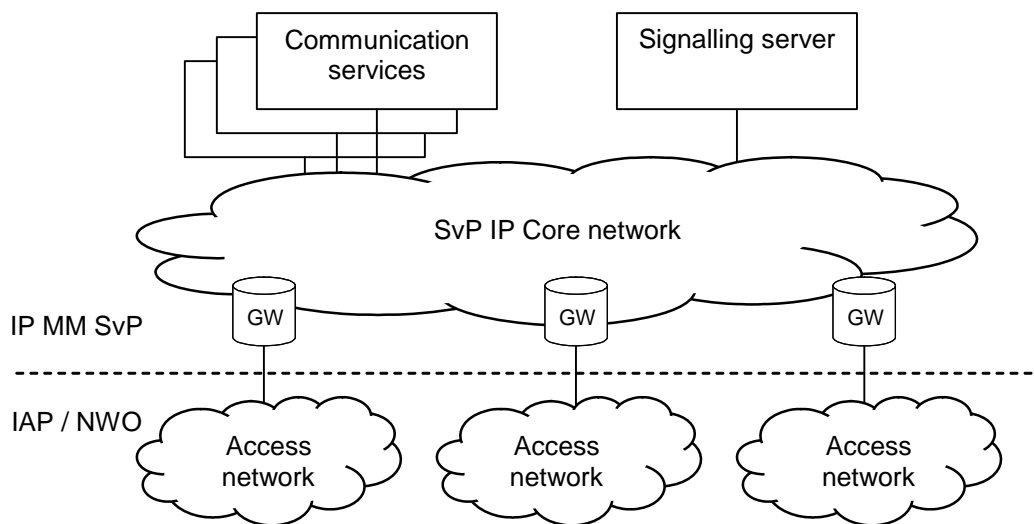 Communication
services
Signalling server
SvP IP Core network
GW
GW
GW
IP MM SvP
IAP / NWO
Access
network
Access
network
Access
network